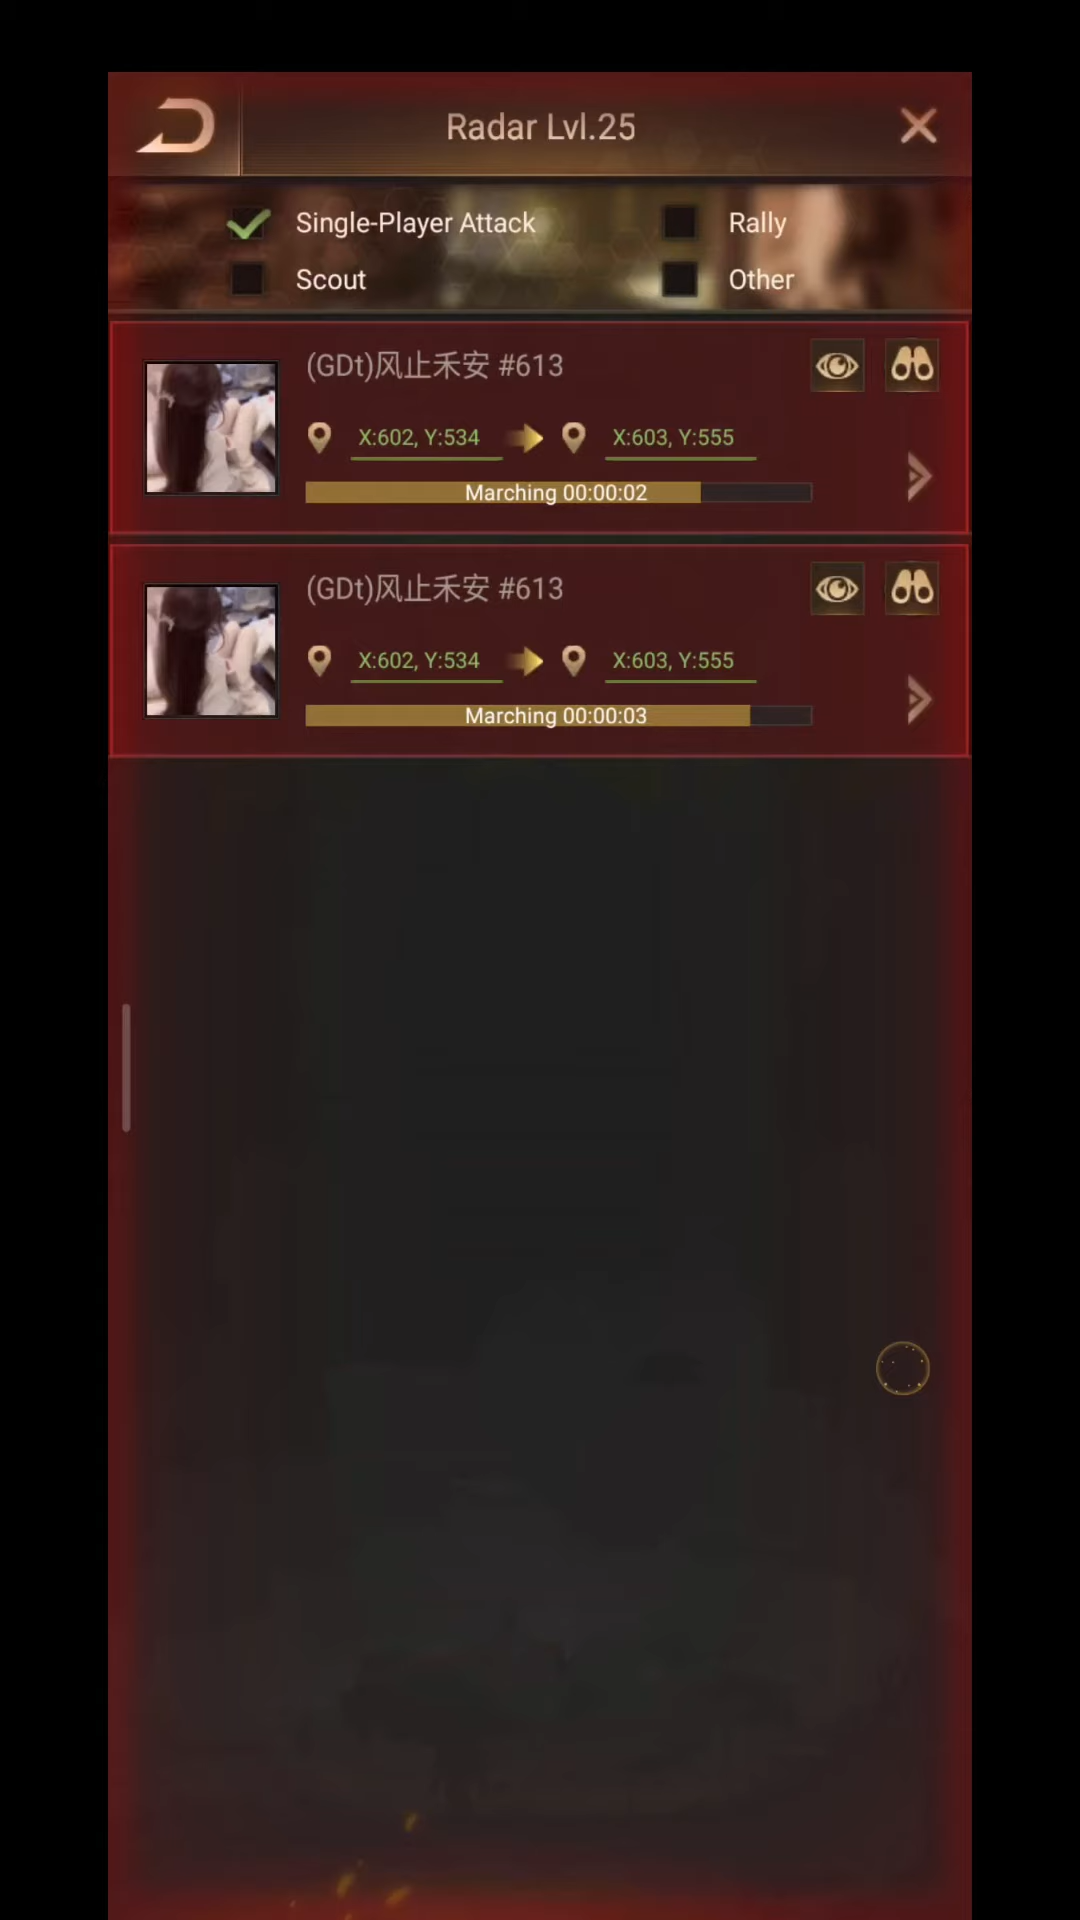 Radar Lvl.25
Single-Player Attack
Rally
Scout
Other
(GDt)风止禾安 #613
X:602, Y:534
X:603, Y:555
Marching 00:00:02
(GDt)风止禾安 #613
X:602, Y:534
X:603, Y:555
Marching 00:00:03